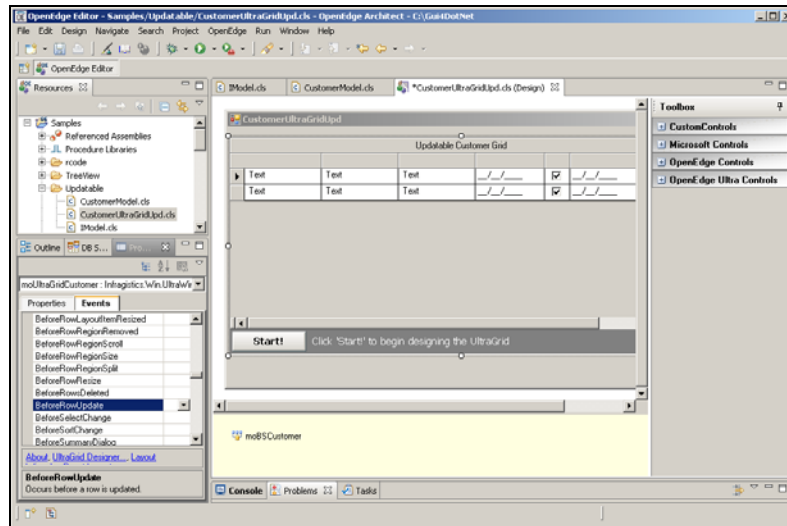 OpenEdge Editor - Samples/Updatable/CustomerUltraGridUpd.cls - OpenEdge Architect - C:\Gui4DotNet
File Edit Design Navigate Search Project OpenEdge Run Window Help
OpenEdge Editor
Resources
Samples
Referenced Assemblies
Procedure Libraries
rcode
TreeView
Updatable
CustomerModel.cls
CustomerUltraGridUpd.cls
IModel.cls
Outline DB S... Pro...
moUltraGridCustomer : Infragistics.Win.UltraWir
Properties Events
BeforeRowLayoutItemResized
BeforeRowRegionRemoved
BeforeRowRegionScroll
BeforeRowRegionSize
BeforeRowRegionSplit
BeforeRowResize
BeforeRowsDeleted
BeforeRowUpdate
BeforeSelectChange
BeforeSortChange
BeforeSummaryDialog
About, UltraGrid Designer..., Layout
BeforeRowUpdate
Occurs before a row is updated.
IModel.cls CustomerModel.cls *CustomerUltraGridUpd.cls (Design)
CustomerUltraGridUpd
Updatable Customer Grid
Text Text Text __/__/____ __/__/____
Text Text Text __/__/____ __/__/____
Start! Click 'Start!' to begin designing the UltraGrid
moBSCustomer
Toolbox
CustomControls
Microsoft Controls
OpenEdge Controls
OpenEdge Ultra Controls
Console Problems Tasks